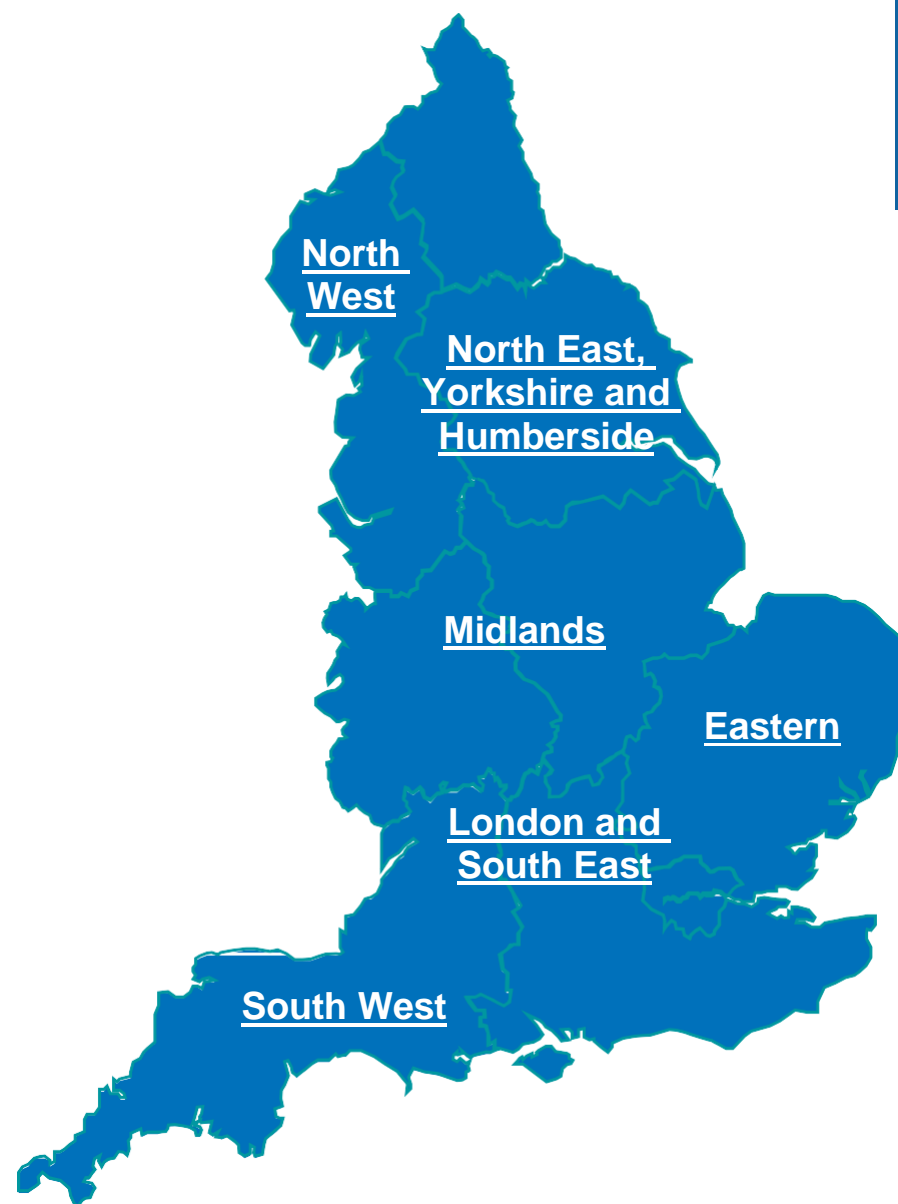 North
West
North East,
Yorkshire and
Humberside
Midlands
Eastern
London and
South East
South West